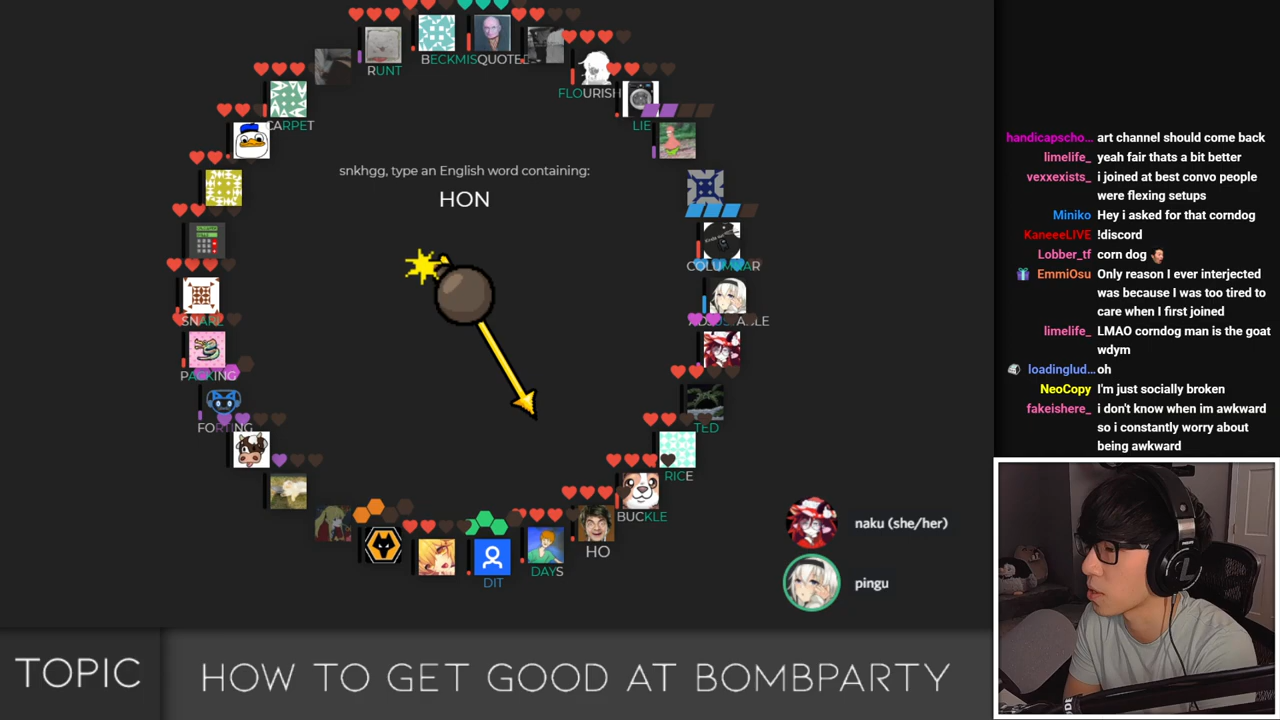 RUNT
BECKMISQUOTED
FLOURISH
CARPET
LIE
snkhgg, type an English word containing:
HON
COLUMNAR
SNARL
PACKING
FORTING
TED
RICE
BUCKLE
HO
DAYS
DIT
naku (she/her)
pingu
TOPIC
HOW TO GET GOOD AT BOMBPARTY
handicapscho… art channel should come back
limelife_ yeah fair thats a bit better
vexxexists_ i joined at best convo people
were flexing setups
Miniko Hey i asked for that corndog
KaneeeLIVE !discord
Lobber_tf corn dog
EmmiOsu Only reason I ever interjected
was because I was too tired to
care when I first joined
limelife_ LMAO corndog man is the goat
wdym
loadinglud… oh
NeoCopy I'm just socially broken
fakeishere_ i don't know when im awkward
so i constantly worry about
being awkward